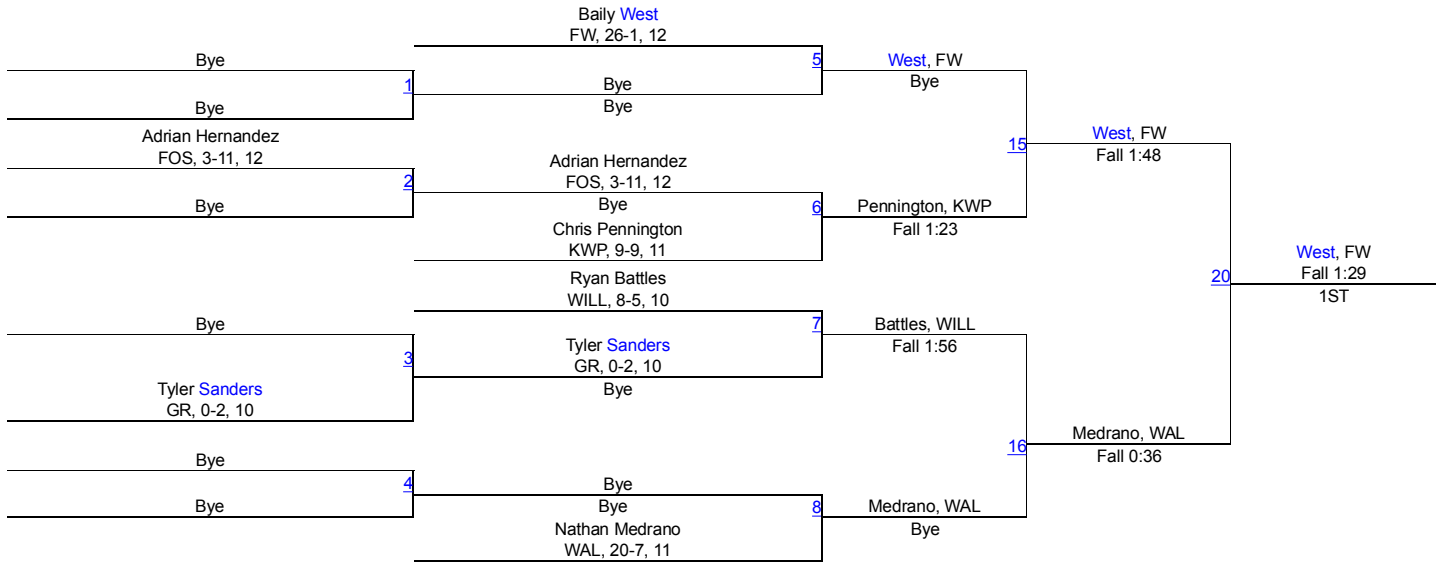 Bye
1
Bye
Adrian Hernandez
FOS, 3-11, 12
2
Bye
Bye
3
Tyler Sanders
GR, 0-2, 10
Bye
4
Bye
Baily West
FW, 26-1, 12
5
Bye
Bye
Adrian Hernandez
FOS, 3-11, 12
Bye
6
Chris Pennington
KWP, 9-9, 11
Ryan Battles
WILL, 8-5, 10
7
Tyler Sanders
GR, 0-2, 10
Bye
Bye
Bye
8
Nathan Medrano
WAL, 20-7, 11
West, FW
Bye
15
Pennington, KWP
Fall 1:23
Battles, WILL
Fall 1:56
16
Medrano, WAL
Bye
West, FW
Fall 1:48
20
Medrano, WAL
Fall 0:36
West, FW
Fall 1:29
1ST